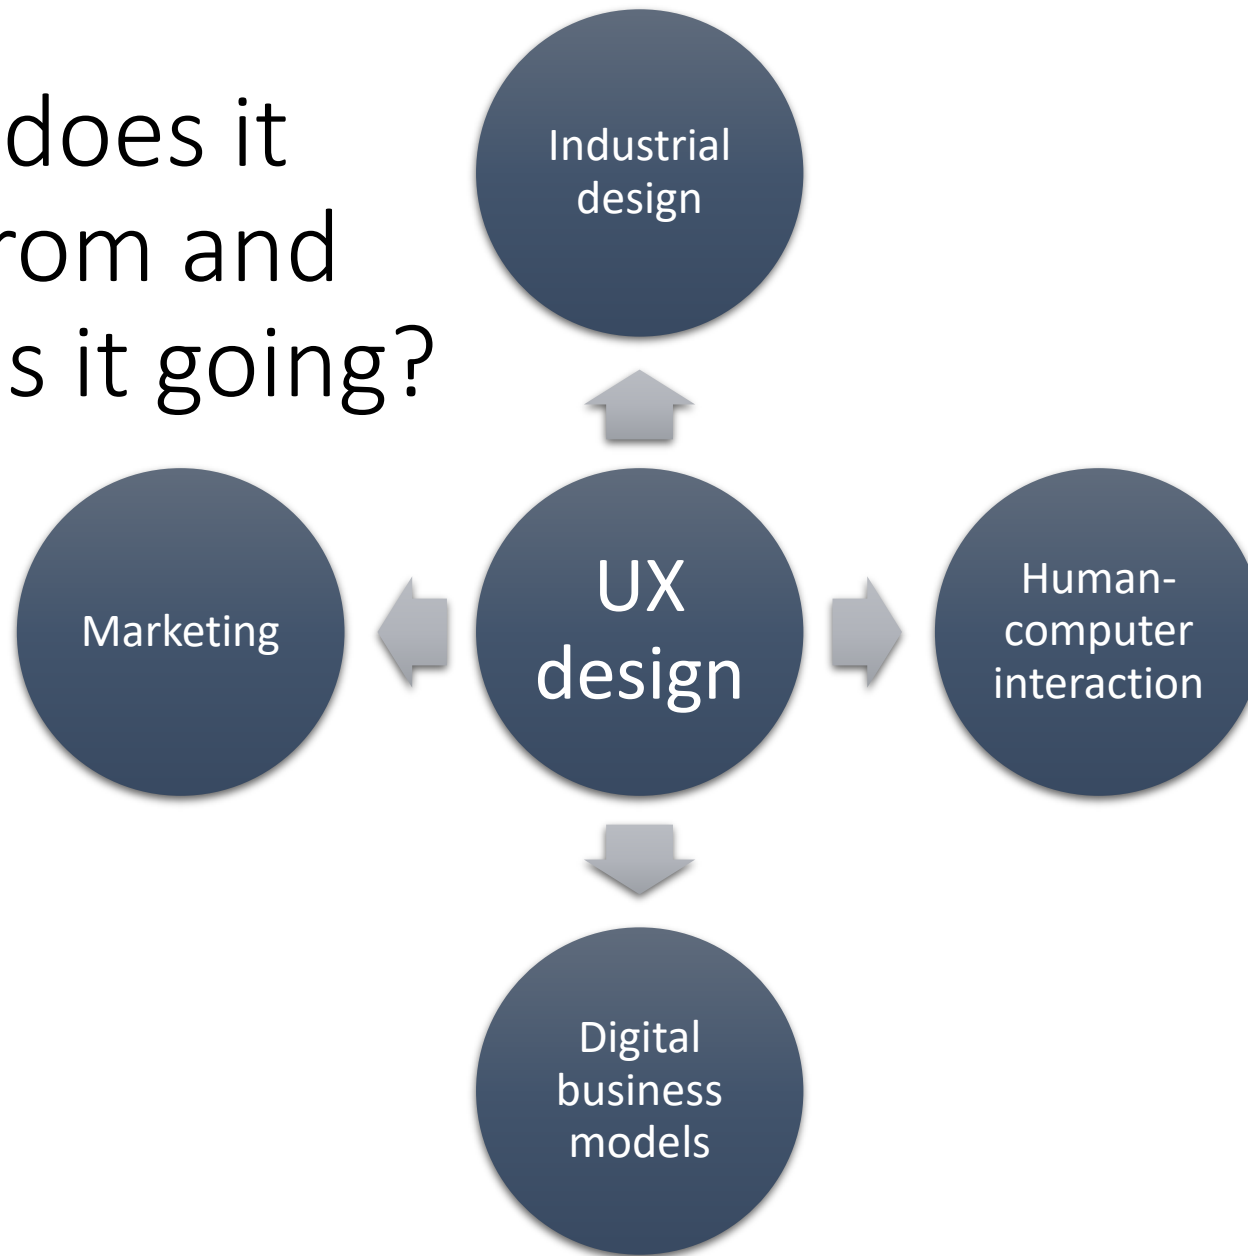 does it
rom and
s it going?
Industrial
design
Marketing
UX
design
Human-
computer
interaction
Digital
business
models